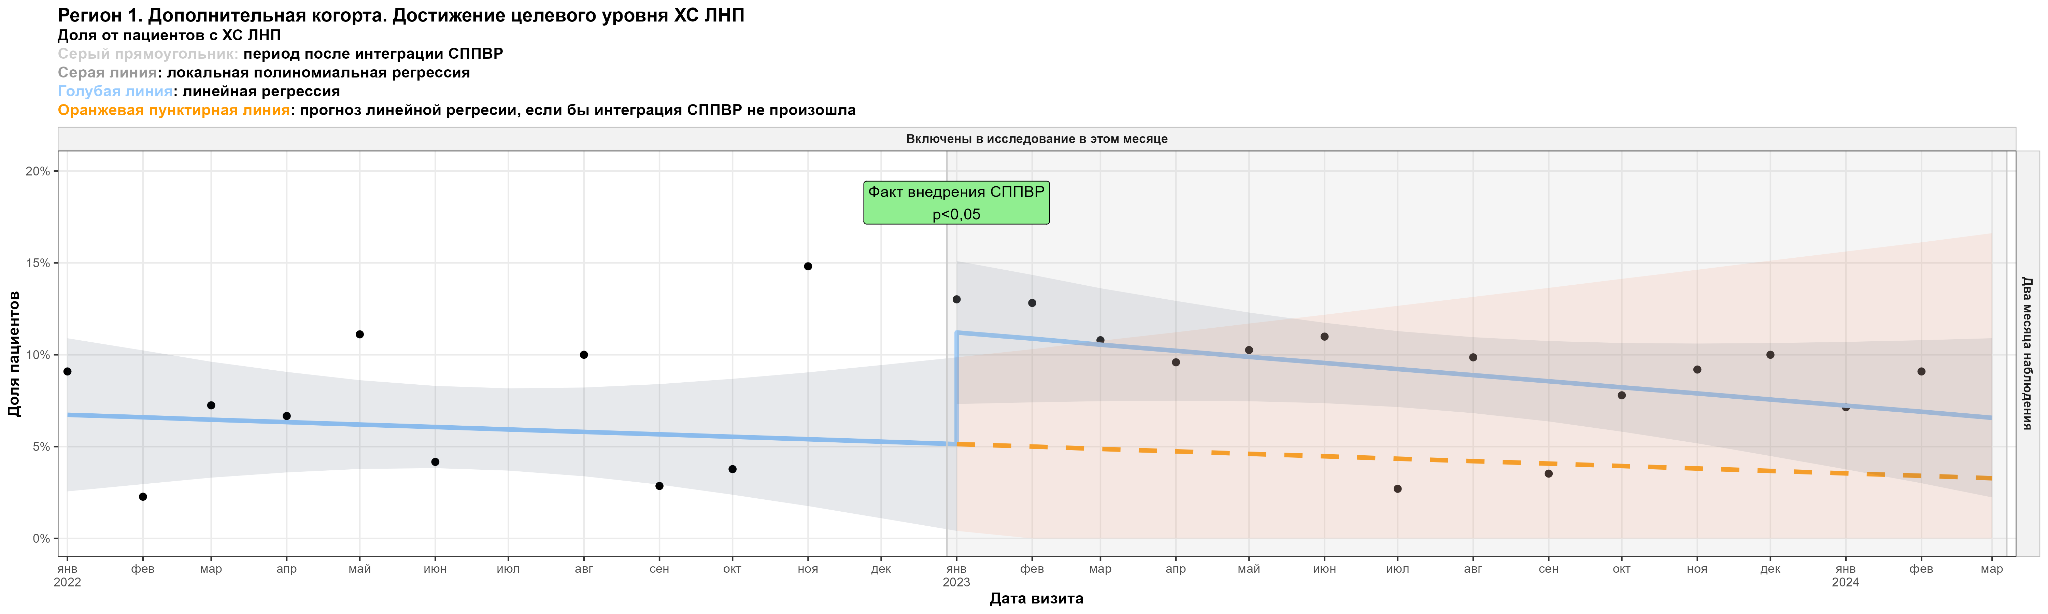 Регион 1. Дополнительная когорта. Достижение целевого уровня ХС ЛНП
Доля от пациентов с ХС ЛНП
Серый прямоугольник: период после интеграции СППВР
Серая линия: локальная полиномиальная регрессия
Голубая линия: линейная регрессия
Оранжевая пунктирная линия: прогноз линейной регресии, если бы интеграция СППВР не произошла
Включены в исследование в этом месяце
20%
15%
10%
5%
0%
Доля пациентов
Факт внедрения СППВР
p<0,05
Два месяца наблюдения
янв фев мар апр май июн июл авг сен окт ноя дек янв фев мар апр май июн июл авг сен окт ноя дек янв фев мар
2022 2023 2024
Дата визита